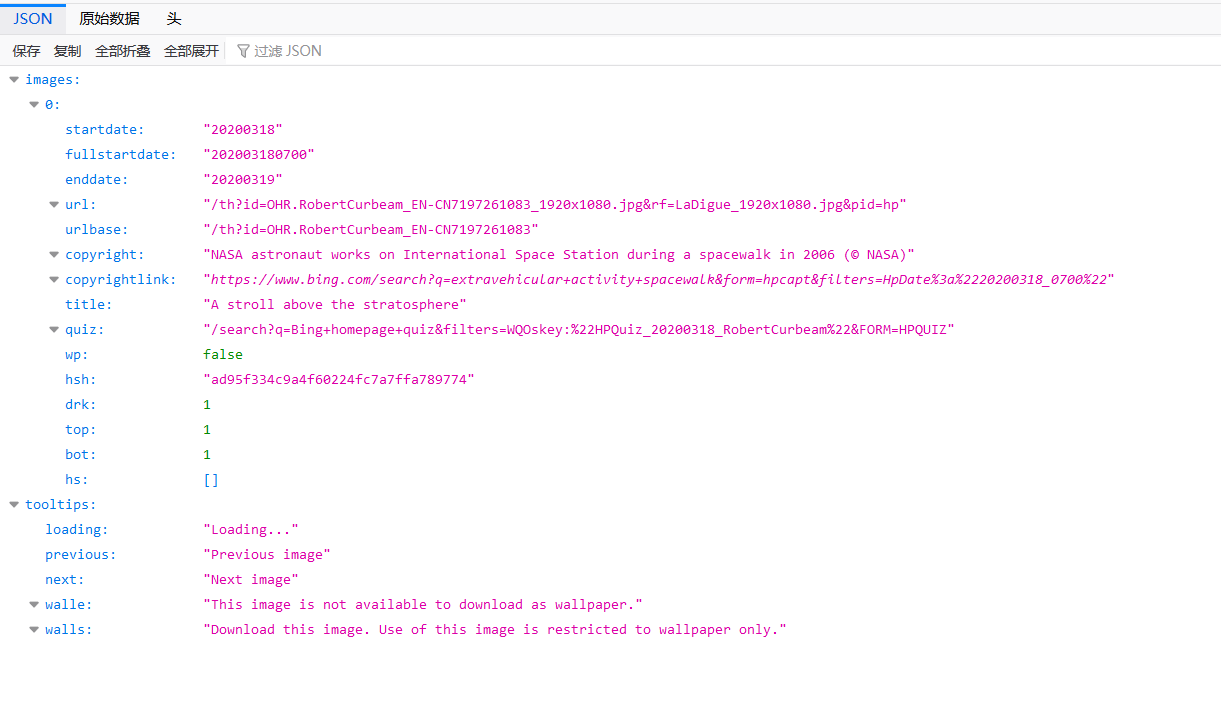 JSON 原始数据 头
保存 复制 全部折叠 全部展开 过滤 JSON
images:
0:
startdate: "20200318"
fullstartdate: "202003180700"
enddate: "20200319"
url: "/th?id=OHR.RobertCurbeam_EN-CN7197261083_1920x1080.jpg&rf=LaDigue_1920x1080.jpg&pid=hp"
urlbase: "/th?id=OHR.RobertCurbeam_EN-CN7197261083"
copyright: "NASA astronaut works on International Space Station during a spacewalk in 2006 (© NASA)"
copyrightlink: "https://www.bing.com/search?q=extravehicular+activity+spacewalk&form=hpcapt&filters=HpDate%3a%2220200318_0700%22"
title: "A stroll above the stratosphere"
quiz: "/search?q=Bing+homepage+quiz&filters=WQOskey:%22HPQuiz_20200318_RobertCurbeam%22&FORM=HPQUIZ"
wp: false
hsh: "ad95f334c9a4f60224fc7a7ffa789774"
drk: 1
top: 1
bot: 1
hs: []
tooltips:
loading: "Loading..."
previous: "Previous image"
next: "Next image"
walle: "This image is not available to download as wallpaper."
walls: "Download this image. Use of this image is restricted to wallpaper only."